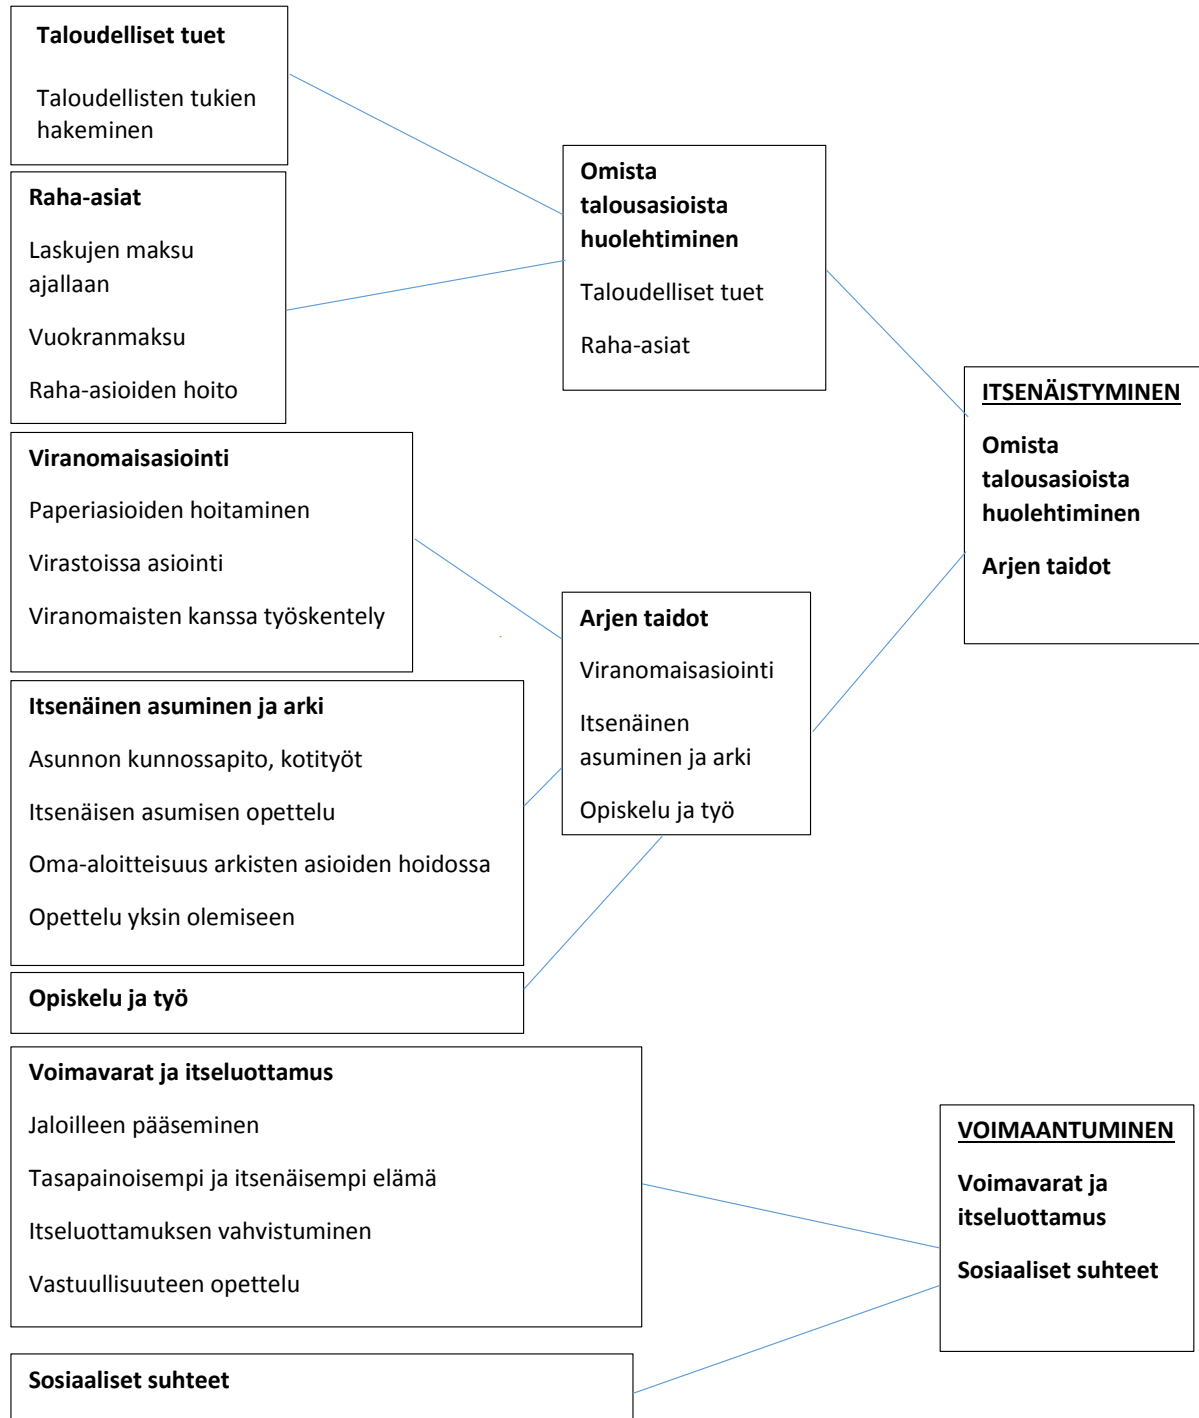 Taloudelliset tuet
Taloudellisten tukien
hakeminen
Raha-asiat
Laskujen maksu
ajallaan
Vuokranmaksu
Raha-asioiden hoito
Omista
talousasioista
huolehtiminen
Taloudelliset tuet
Raha-asiat
ITSENÄISTYMINEN
Omista
talousasioista
huolehtiminen
Arjen taidot
Viranomaisasiointi
Paperiasioiden hoitaminen
Virastoissa asiointi
Viranomaisten kanssa työskentely
Arjen taidot
Viranomaisasiointi
Itsenäinen
asuminen ja arki
Opiskelu ja työ
Itsenäinen asuminen ja arki
Asunnon kunnossapito, kotityöt
Itsenäisen asumisen opettelu
Oma-aloitteisuus arkisten asioiden hoidossa
Opettelu yksin olemiseen
Opiskelu ja työ
Voimavarat ja itseluottamus
Jaloilleen pääseminen
Tasapainoisempi ja itsenäisempi elämä
Itseluottamuksen vahvistuminen
Vastuullisuuteen opettelu
VOIMAANTUMINEN
Voimavarat ja
itseluottamus
Sosiaaliset suhteet
Sosiaaliset suhteet